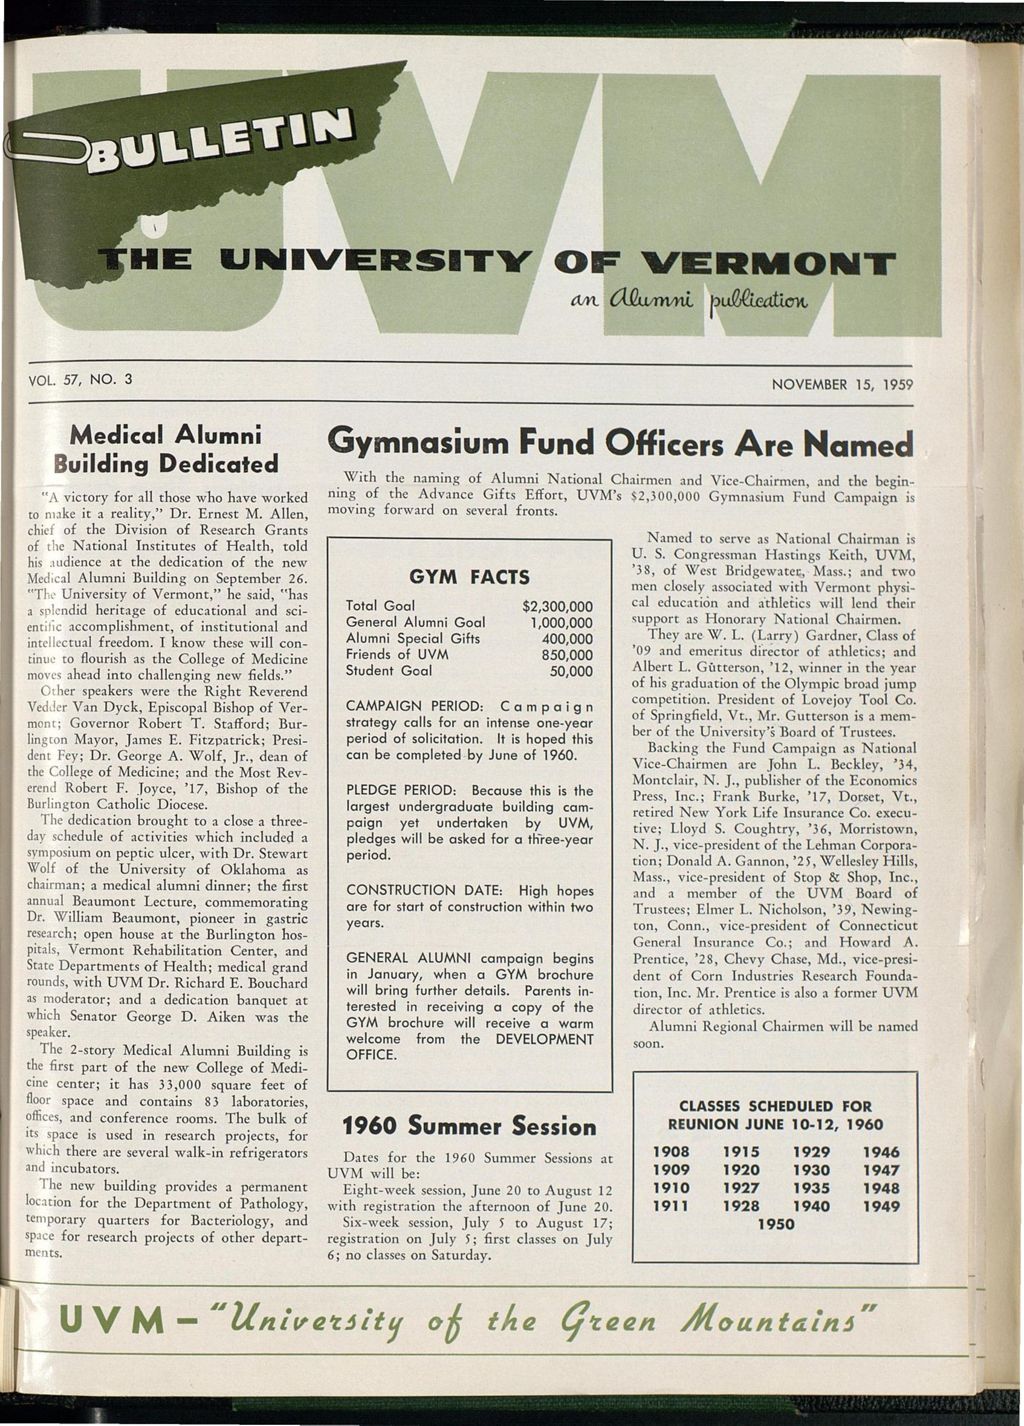 BULLETIN
UVM
THE UNIVERSITY OF VERMONT
an Alumni publication
VOL. 57, NO. 3
NOVEMBER 15, 1959
Medical Alumni
Building Dedicated
"A victory for all those who have worked
to make it a reality," Dr. Ernest M. Allen,
chief of the Division of Research Grants
of the National Institutes of Health, told
his audience at the dedication of the new
Medical Alumni Building on September 26.
"The University of Vermont," he said, "has
a splendid heritage of educational and sci-
entific accomplishment, of institutional and
intellectual freedom. I know these will con-
tinue to flourish as the College of Medicine
moves ahead into challenging new fields."
Other speakers were the Right Reverend
Vedder Van Dyck, Episcopal Bishop of Ver-
mont; Governor Robert T. Stafford; Bur-
lington Mayor, James E. Fitzpatrick; Presi-
dent Fey; Dr. George A. Wolf, Jr., dean of
the College of Medicine; and the Most Rev-
erend Robert F. Joyce, '17, Bishop of the
Burlington Catholic Diocese.
The dedication brought to a close a three-
day schedule of activities which included a
symposium on peptic ulcer, with Dr. Stewart
Wolf of the University of Oklahoma as
chairman; a medical alumni dinner; the first
annual Beaumont Lecture, commemorating
Dr. William Beaumont, pioneer in gastric
research; open house at the Burlington hos-
pitals, Vermont Rehabilitation Center, and
State Departments of Health; medical grand
rounds, with UVM Dr. Richard E. Bouchard
as moderator; and a dedication banquet at
which Senator George D. Aiken was the
speaker.
The 2-story Medical Alumni Building is
the first part of the new College of Medi-
cine center; it has 33,000 square feet of
floor space and contains 83 laboratories,
offices, and conference rooms. The bulk of
its space is used in research projects, for
which there are several walk-in refrigerators
and incubators.
The new building provides a permanent
location for the Department of Pathology,
temporary quarters for Bacteriology, and
space for research projects of other depart-
ments.
Gymnasium Fund Officers Are Named
With the naming of Alumni National Chairmen and Vice-Chairmen, and the begin-
ning of the Advance Gifts Effort, UVM's $2,300,000 Gymnasium Fund Campaign is
moving forward on several fronts.
GYM FACTS
Total Goal $2,300,000
General Alumni Goal 1,000,000
Alumni Special Gifts 400,000
Friends of UVM 850,000
Student Goal 50,000
CAMPAIGN PERIOD: Campaign
strategy calls for an intense one-year
period of solicitation. It is hoped this
can be completed by June of 1960.
PLEDGE PERIOD: Because this is the
largest undergraduate building cam-
paign yet undertaken by UVM,
pledges will be asked for a three-year
period.
CONSTRUCTION DATE: High hopes
are for start of construction within two
years.
GENERAL ALUMNI campaign begins
in January, when a GYM brochure
will bring further details. Parents in-
terested in receiving a copy of the
GYM brochure will receive a warm
welcome from the DEVELOPMENT
OFFICE.
1960 Summer Session
Dates for the 1960 Summer Sessions at
UVM will be:
Eight-week session, June 20 to August 12
with registration the afternoon of June 20.
Six-week session, July 5 to August 17;
registration on July 5; first classes on July
6; no classes on Saturday.
Named to serve as National Chairman is
U. S. Congressman Hastings Keith, UVM,
'38, of West Bridgewater, Mass.; and two
men closely associated with Vermont physi-
cal education and athletics will lend their
support as Honorary National Chairmen.
They are W. L. (Larry) Gardner, Class of
'09 and emeritus director of athletics; and
Albert L. Gutterson, '12, winner in the year
of his graduation of the Olympic broad jump
competition. President of Lovejoy Tool Co.
of Springfield, Vt., Mr. Gutterson is a mem-
ber of the University's Board of Trustees.
Backing the Fund Campaign as National
Vice-Chairmen are John L. Beckley, '34,
Montclair, N. J., publisher of the Economics
Press, Inc.; Frank Burke, '17, Dorset, Vt.,
retired New York Life Insurance Co. execu-
tive; Lloyd S. Coughtry, '36, Morristown,
N. J., vice-president of the Lehman Corpora-
tion; Donald A. Gannon, '25, Wellesley Hills,
Mass., vice-president of Stop & Shop, Inc.,
and a member of the UVM Board of
Trustees; Elmer L. Nicholson, '39, Newing-
ton, Conn., vice-president of Connecticut
General Insurance Co.; and Howard A.
Prentice, '28, Chevy Chase, Md., vice-presi-
dent of Corn Industries Research Founda-
tion, Inc. Mr. Prentice is also a former UVM
director of athletics.
Alumni Regional Chairmen will be named
soon.
CLASSES SCHEDULED FOR
REUNION JUNE 10-12, 1960
1908 1915 1929 1946
1909 1920 1930 1947
1910 1927 1935 1948
1911 1928 1940 1949
1950
UVM — "University of the Green Mountains"